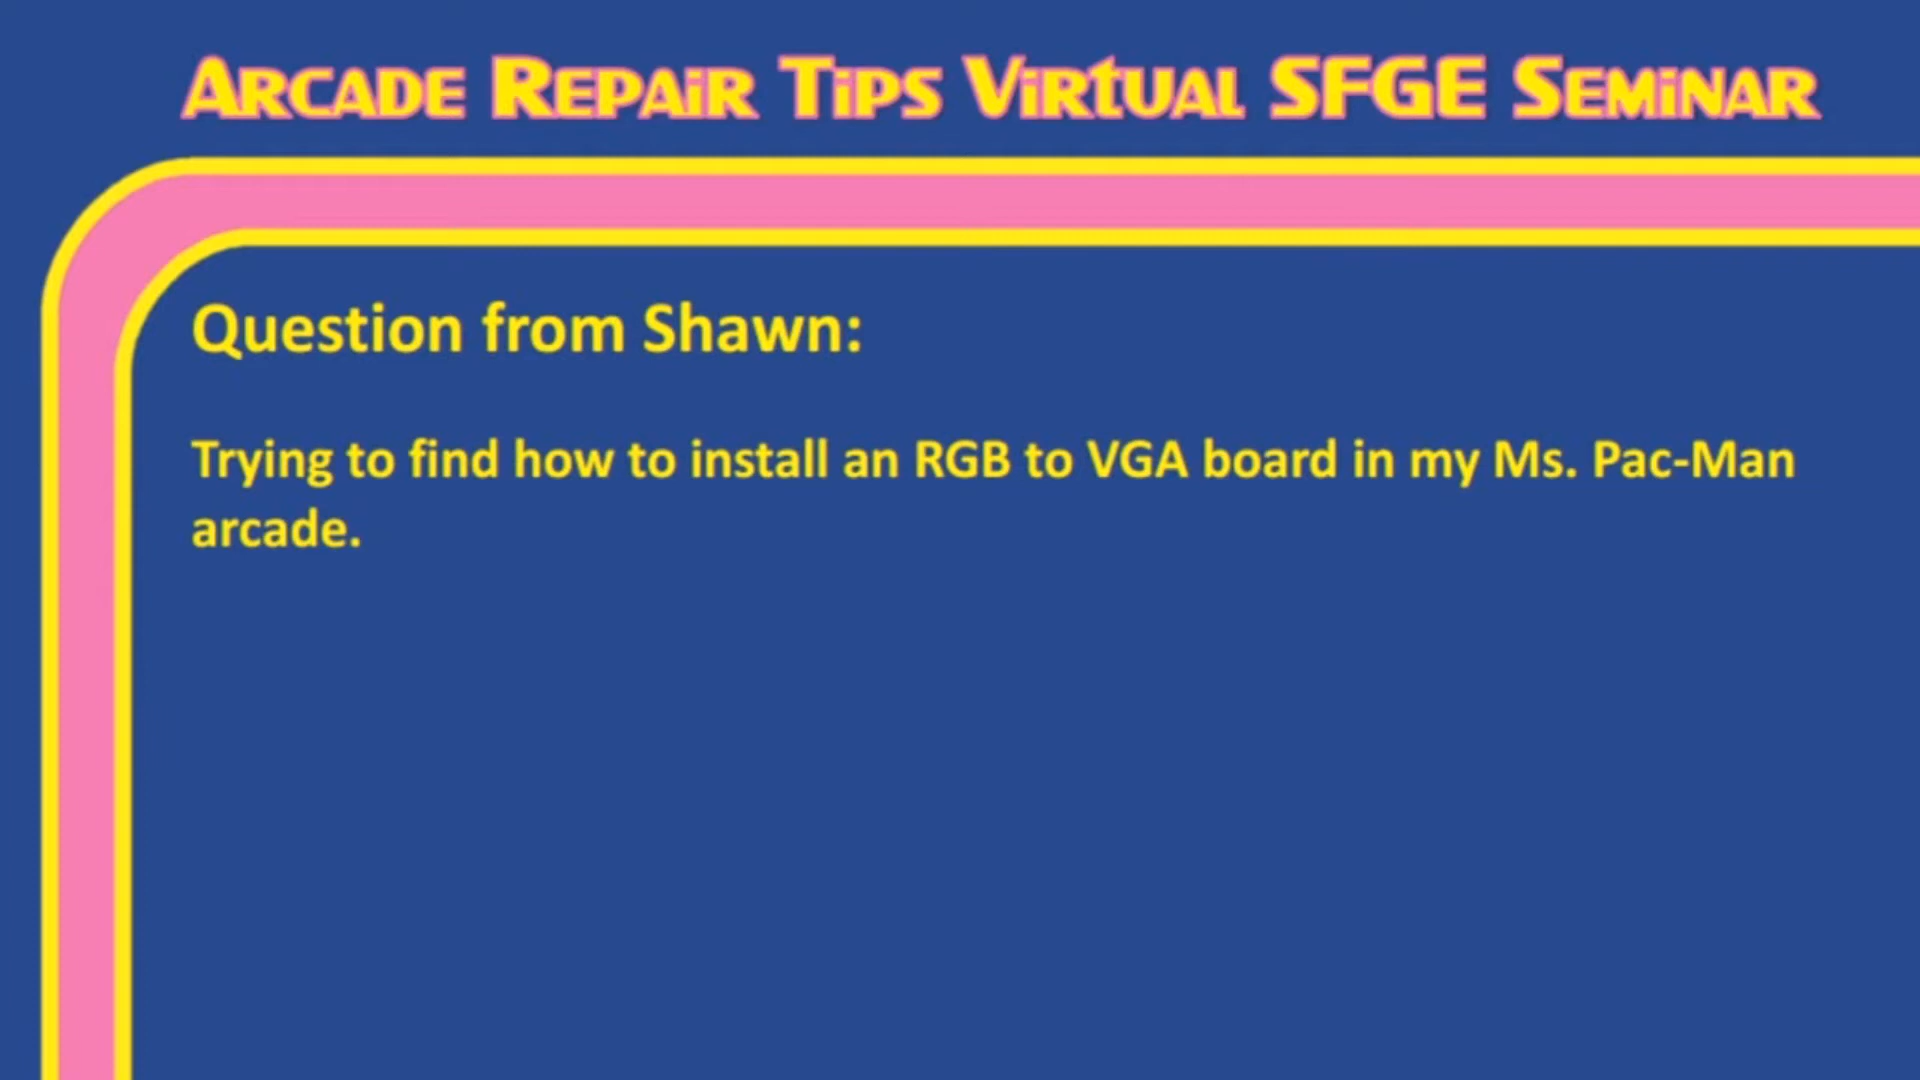 Arcade Repair Tips Virtual SFGE Seminar
Question from Shawn:
Trying to find how to install an RGB to VGA board in my Ms. Pac-Man
arcade.